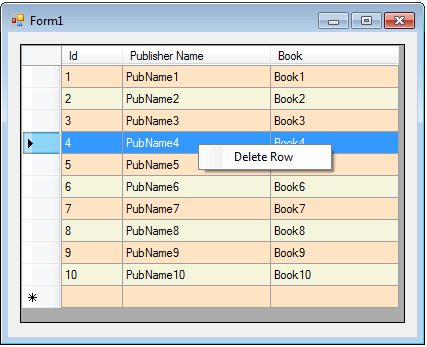 Form1
Id Publisher Name Book
1 PubName1 Book1
2 PubName2 Book2
3 PubName3 Book3
4 PubName4 Book4
Delete Row
5 PubName5
6 PubName6 Book6
7 PubName7 Book7
8 PubName8 Book8
9 PubName9 Book9
10 PubName10 Book10